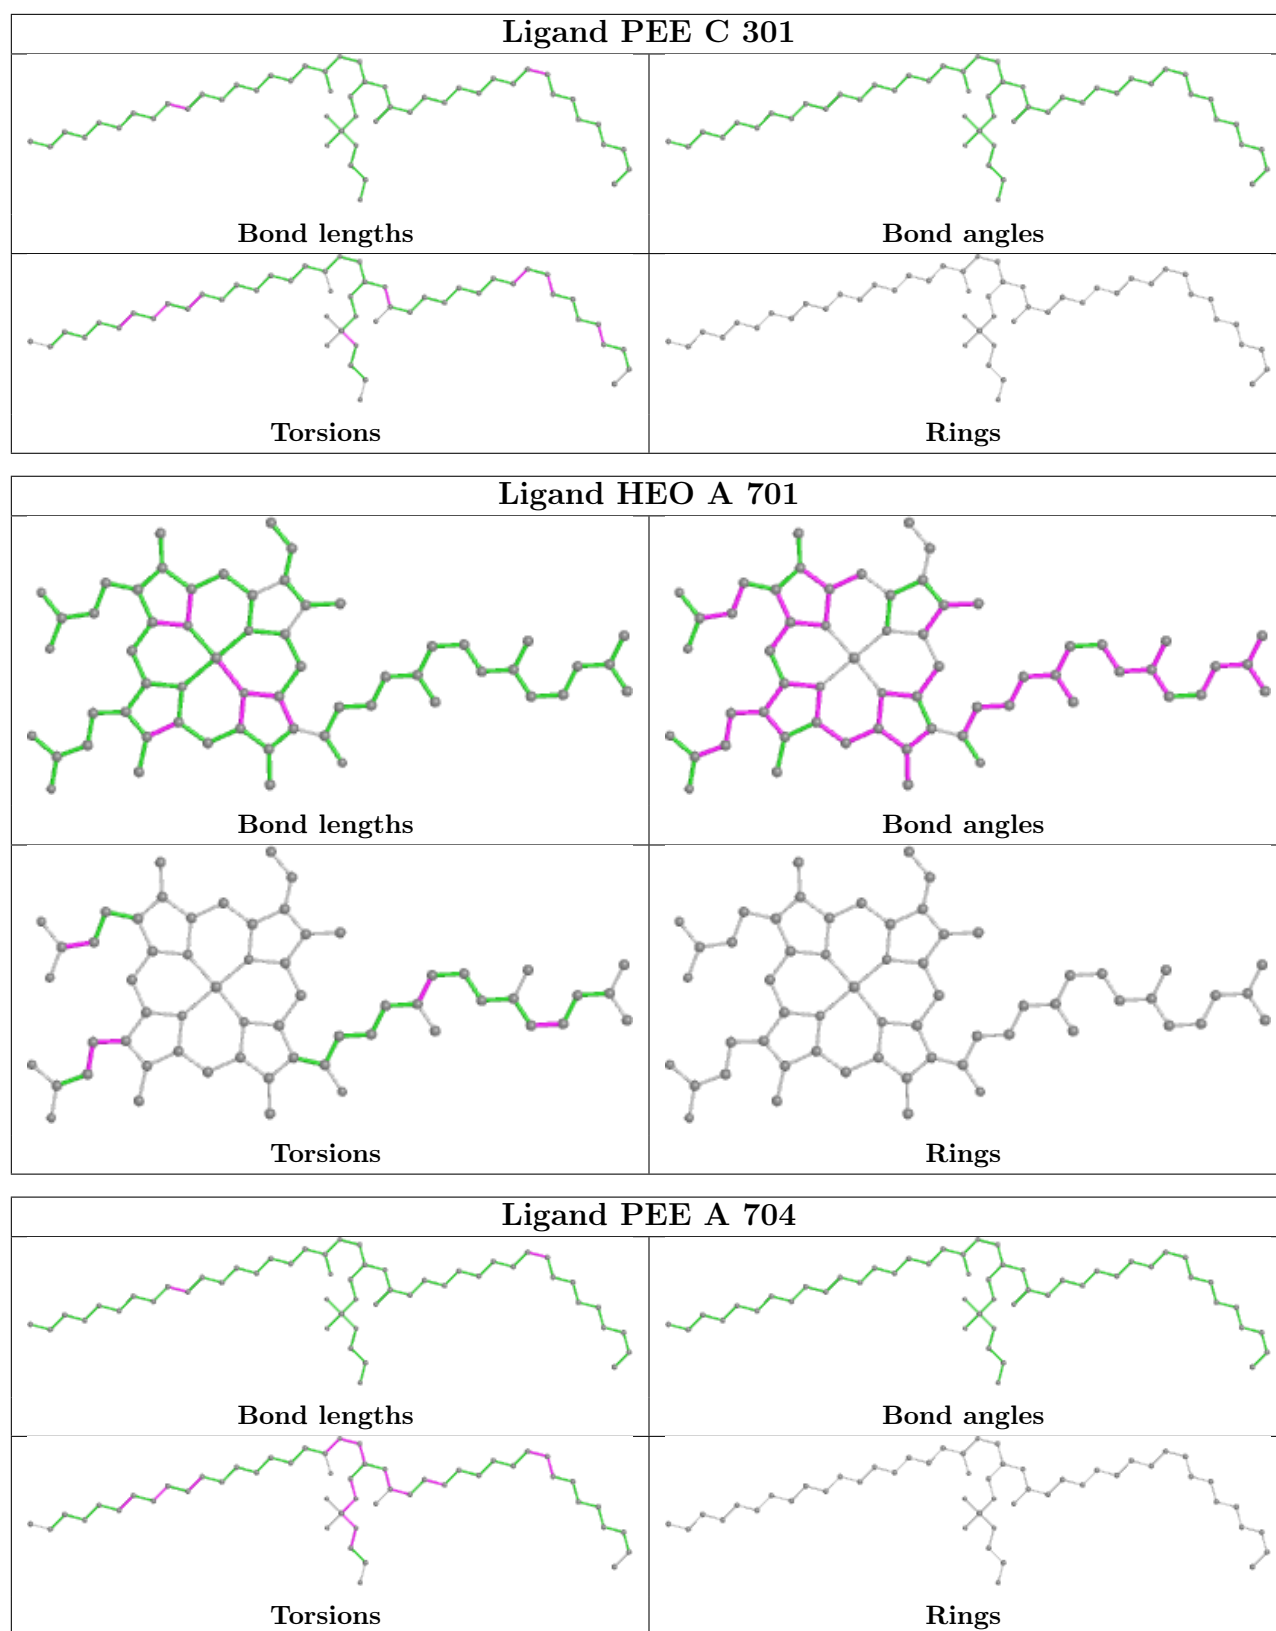 Ligand PEE C 301
Bond lengths
Bond angles
Torsions
Rings
Ligand HEO A 701
Bond lengths
Bond angles
Torsions
Rings
Ligand PEE A 704
Bond lengths
Bond angles
Torsions
Rings